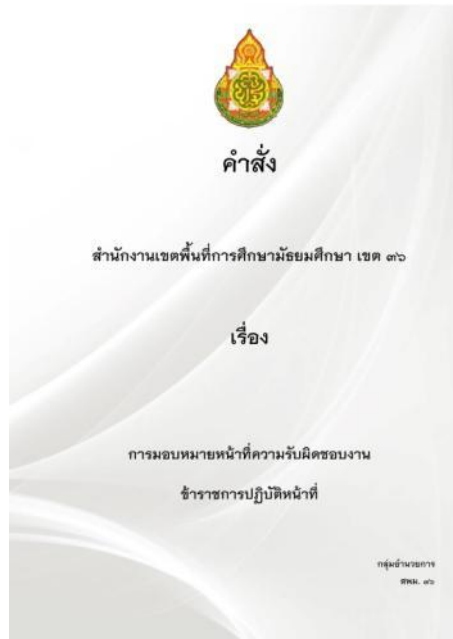 คำสั่ง
สำนักงานเขตพื้นที่การศึกษามัธยมศึกษา เขต ๓๖
เรื่อง
การมอบหมายหน้าที่ความรับผิดชอบงาน
ข้าราชการปฏิบัติหน้าที่
กลุ่มอำนวยการ
สพม. ๓๖